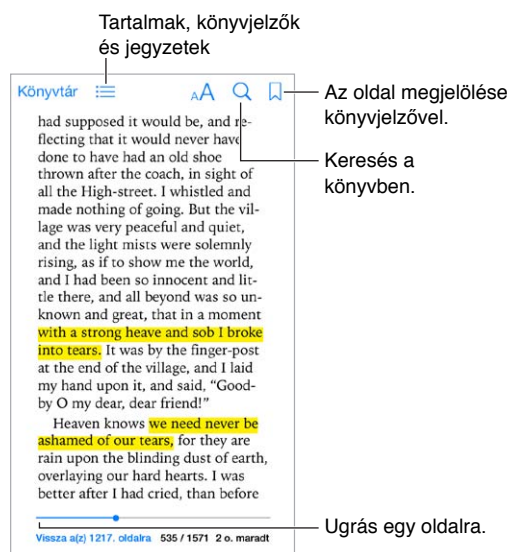 Tartalmak, könyvjelzők
és jegyzetek
Könyvtár
AA
Az oldal megjelölése
könyvjelzővel.
Keresés a
könyvben.
had supposed it would be, and re-
flecting that it would never have
done to have had an old shoe
thrown after the coach, in sight of
all the High-street. I whistled and
made nothing of going. But the vil-
lage was very peaceful and quiet,
and the light mists were solemnly
rising, as if to show me the world,
and I had been so innocent and lit-
tle there, and all beyond was so un-
known and great, that in a moment
with a strong heave and sob I broke
into tears. It was by the finger-post
at the end of the village, and I laid
my hand upon it, and said, “Good-
by O my dear, dear friend!”
Heaven knows we need never be
ashamed of our tears, for they are
rain upon the blinding dust of earth,
overlaying our hard hearts. I was
better after I had cried, than before
Vissza a(z) 1217. oldalra 535 / 1571 2 o. maradt
Ugrás egy oldalra.